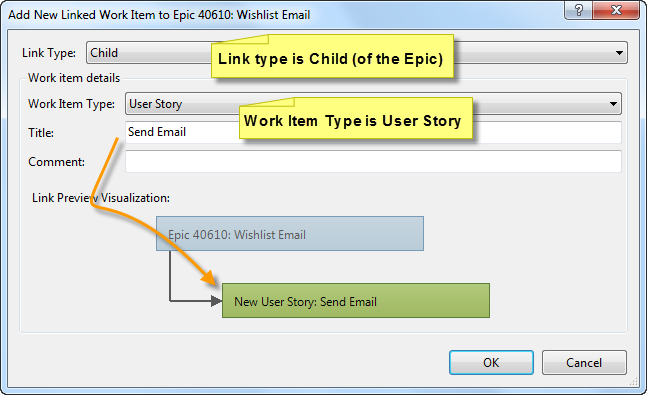 Add New Linked Work Item to Epic 40610: Wishlist Email
Link Type: Child
Link type is Child (of the Epic)
Work item details
Work Item Type: User Story
Work Item Type is User Story
Title: Send Email
Comment:
Link Preview Visualization:
Epic 40610: Wishlist Email
New User Story: Send Email
OK Cancel